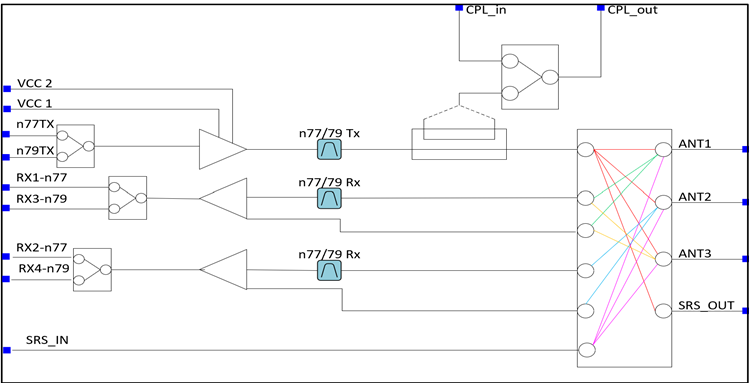 CPL_in
CPL_out
VCC 2
VCC 1
n77TX
n79TX
n77/79 Tx
ANT1
RX1-n77
RX3-n79
n77/79 Rx
ANT2
RX2-n77
RX4-n79
n77/79 Rx
ANT3
SRS_OUT
SRS_IN